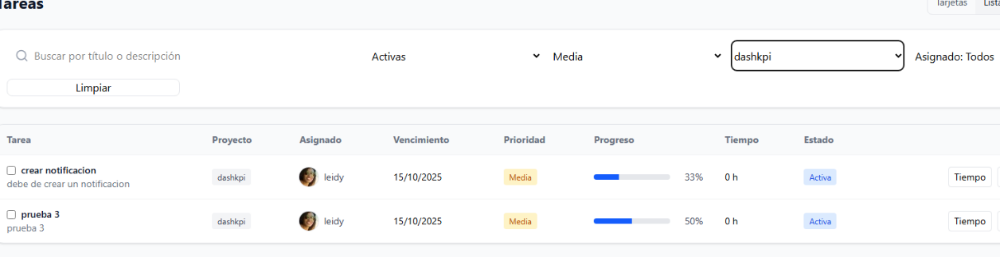 Tareas
Tarjetas Lista
Buscar por título o descripción Activas Media dashkpi Asignado: Todos
Limpiar
Tarea Proyecto Asignado Vencimiento Prioridad Progreso Tiempo Estado
crear notificacion dashkpi leidy 15/10/2025 Media 33% 0 h Activa Tiempo
debe de crear un notificacion
prueba 3 dashkpi leidy 15/10/2025 Media 50% 0 h Activa Tiempo
prueba 3